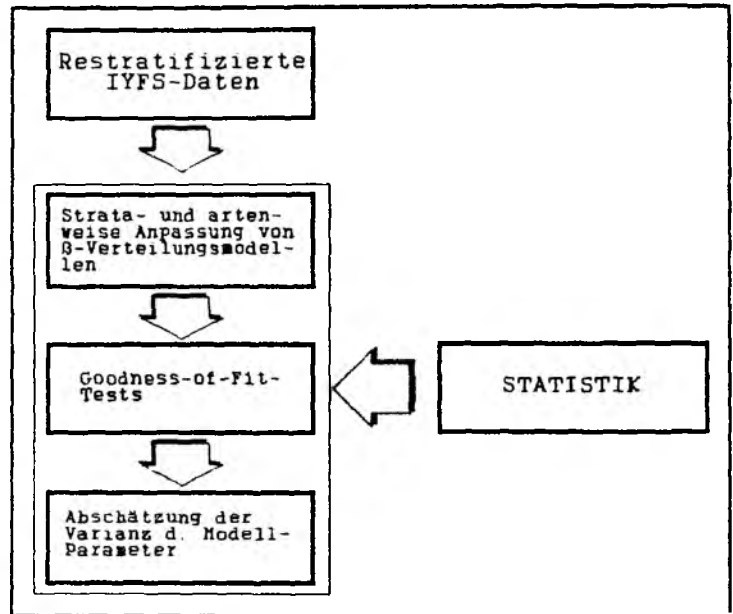 Restratifizierte
IYFS-Daten
Strata- und arten-
weise Anpassung von
ß-Verteilungsmodel-
len
Goodness-of-Fit-
Tests
STATISTIK
Abschätzung der
Varianz d. Modell-
Parameter